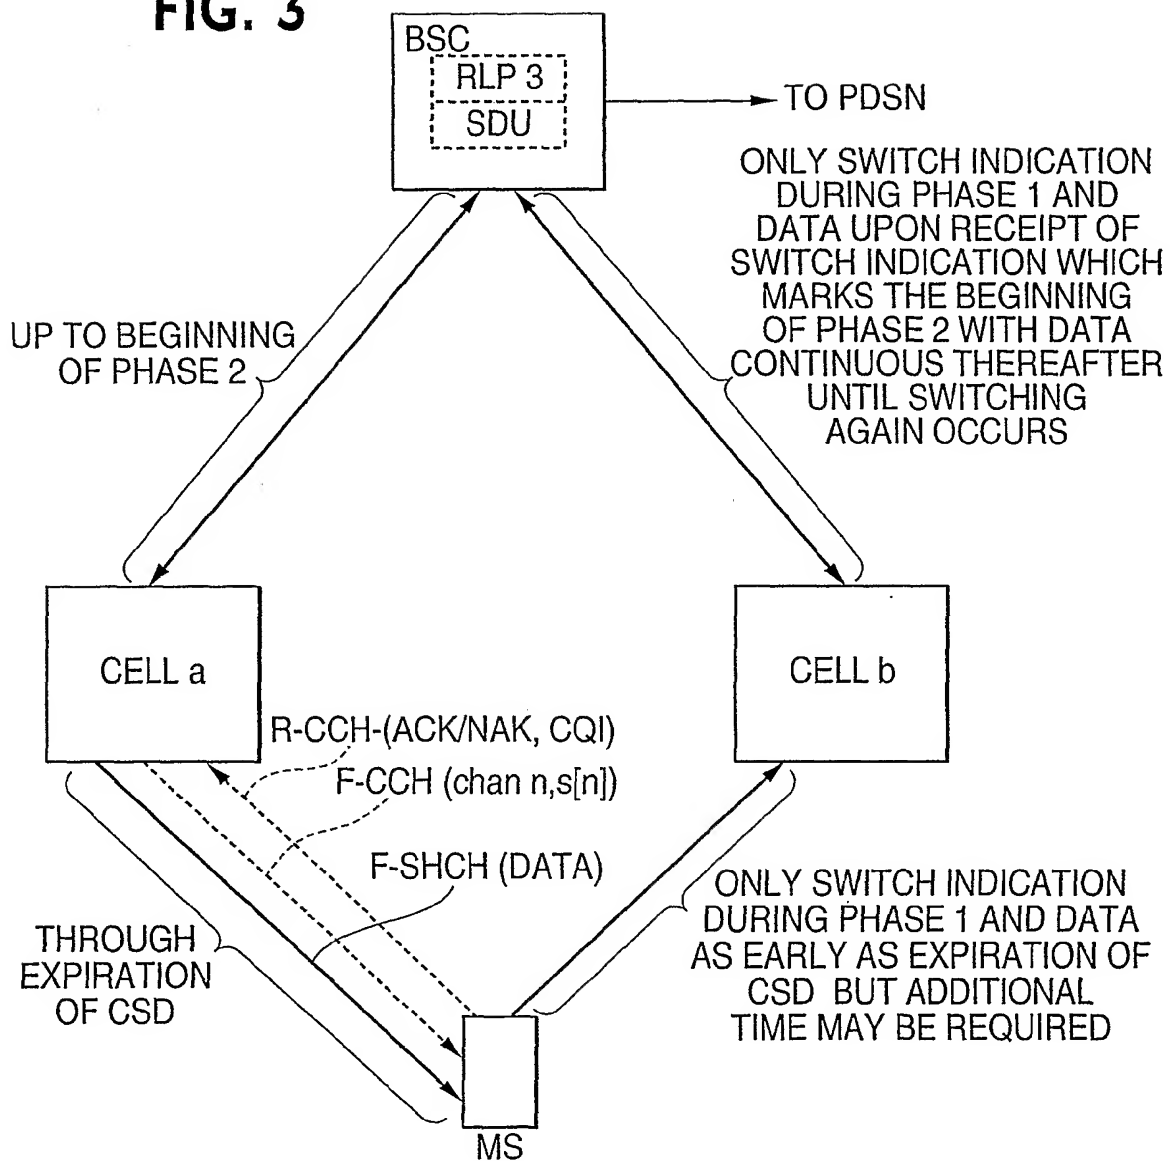 FIG. 3
BSC
RLP 3
SDU
TO PDSN
ONLY SWITCH INDICATION
DURING PHASE 1 AND
DATA UPON RECEIPT OF
SWITCH INDICATION WHICH
MARKS THE BEGINNING
OF PHASE 2 WITH DATA
CONTINUOUS THEREAFTER
UNTIL SWITCHING
AGAIN OCCURS
UP TO BEGINNING
OF PHASE 2
CELL a
CELL b
R-CCH-(ACK/NAK, CQI)
F-CCH (chan n,s[n])
F-SHCH (DATA)
THROUGH
EXPIRATION
OF CSD
ONLY SWITCH INDICATION
DURING PHASE 1 AND DATA
AS EARLY AS EXPIRATION OF
CSD BUT ADDITIONAL
TIME MAY BE REQUIRED
MS